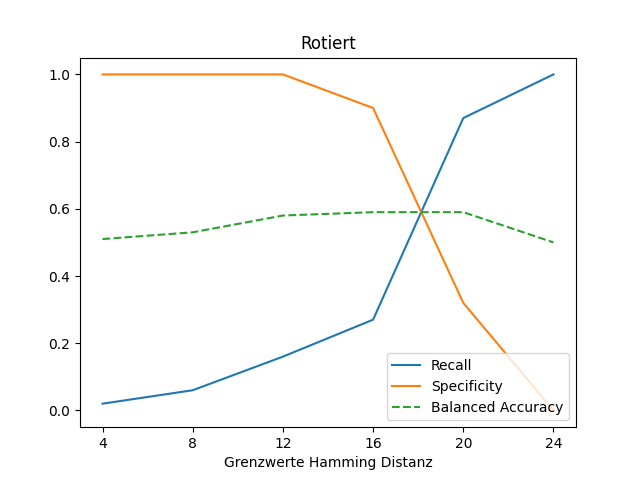 Rotiert
1.0
0.8
0.6
0.4
0.2
0.0
4 8 12 16 20 24
Grenzwerte Hamming Distanz
Recall
Specificity
Balanced Accuracy